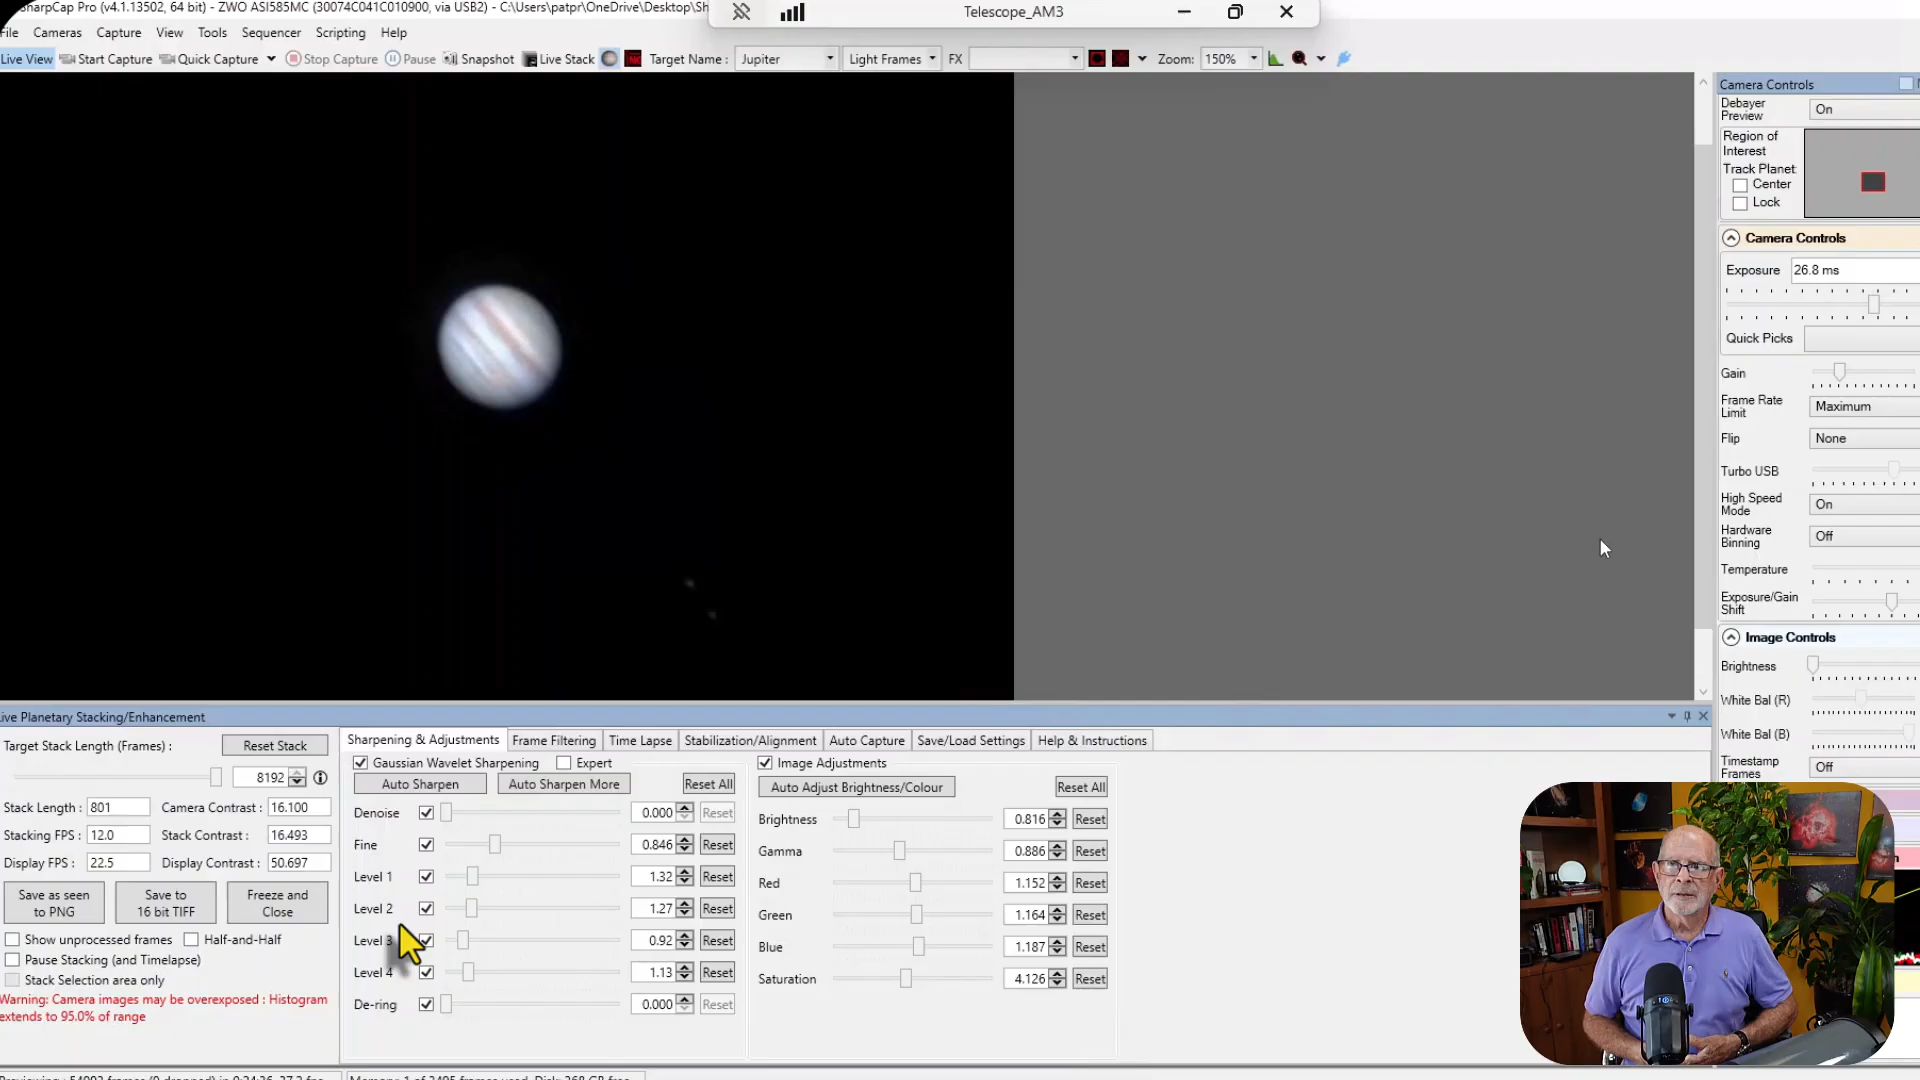 SharpCap Pro (v4.1.13502, 64 bit) - ZWO ASI585MC (30074C041C010900, via USB2) - C:\Users\patpr\OneDrive\Desktop\Sh
Telescope_AM3
File Cameras Capture View Tools Sequencer Scripting Help
Live View Start Capture Quick Capture Stop Capture Pause Snapshot Live Stack Target Name : Jupiter Light Frames FX Zoom: 150%
Camera Controls
Debayer Preview On
Region of Interest
Track Planet:
Center
Lock
Camera Controls
Exposure 26.8 ms
Quick Picks
Gain
Frame Rate Limit Maximum
Flip None
Turbo USB
High Speed Mode On
Hardware Binning Off
Temperature
Exposure/Gain Shift
Image Controls
Brightness
White Bal (R)
White Bal (B)
Timestamp Frames Off
Live Planetary Stacking/Enhancement
Target Stack Length (Frames) : Reset Stack
8192
Stack Length : 801 Camera Contrast : 16.100
Stacking FPS : 12.0 Stack Contrast : 16.493
Display FPS : 22.5 Display Contrast : 50.697
Save as seen to PNG Save to 16 bit TIFF Freeze and Close
Show unprocessed frames Half-and-Half
Pause Stacking (and Timelapse)
Stack Selection area only
Warning: Camera images may be overexposed : Histogram
extends to 95.0% of range
Sharpening & Adjustments Frame Filtering Time Lapse Stabilization/Alignment Auto Capture Save/Load Settings Help & Instructions
Gaussian Wavelet Sharpening Expert
Auto Sharpen Auto Sharpen More Reset All
Denoise 0.000 Reset
Fine 0.846 Reset
Level 1 1.32 Reset
Level 2 1.27 Reset
Level 3 0.92 Reset
Level 4 1.13 Reset
De-ring 0.000 Reset
Image Adjustments
Auto Adjust Brightness/Colour Reset All
Brightness 0.816 Reset
Gamma 0.886 Reset
Red 1.152 Reset
Green 1.164 Reset
Blue 1.187 Reset
Saturation 4.126 Reset